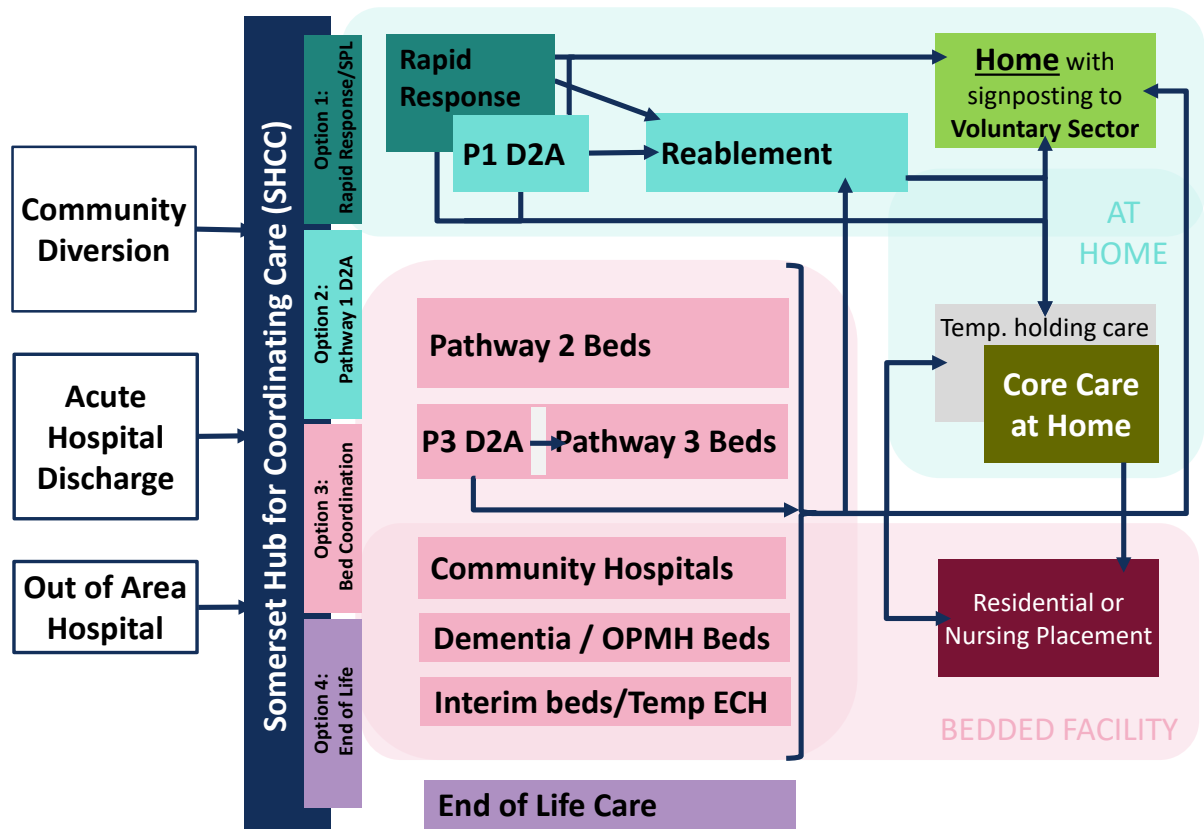 Community
Diversion
Acute
Hospital
Discharge
Out of Area
Hospital
Somerset Hub for Coordinating Care (SHCC)
Option 1:
Rapid Response/SPL
Option 2:
Pathway 1 D2A
Option 3:
Bed Coordination
Option 4:
End of Life
Rapid
Response
P1 D2A
Reablement
Home with
signposting to
Voluntary Sector
AT
HOME
Pathway 2 Beds
P3 D2A
Pathway 3 Beds
Temp. holding care
Core Care
at Home
Community Hospitals
Dementia / OPMH Beds
Interim beds/Temp ECH
Residential or
Nursing Placement
BEDDED FACILITY
End of Life Care